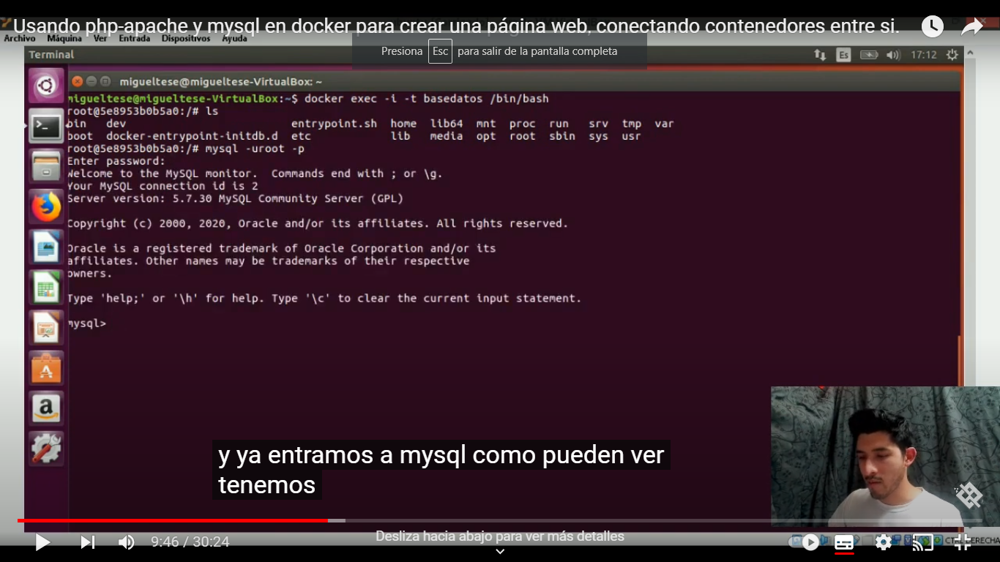 Usando php-apache y mysql en docker para crear una página web, conectando contenedores entre si.
Archivo Máquina Ver Entrada Dispositivos Ayuda
Presiona Esc para salir de la pantalla completa
Terminal
Es
17:12
migueltese@migueltese-VirtualBox: ~
migueltese@migueltese-VirtualBox:~$ docker exec -i -t basedatos /bin/bash
root@5e8953b0b5a0:/# ls
bin dev entrypoint.sh home lib64 mnt proc run srv tmp var
boot docker-entrypoint-initdb.d etc lib media opt root sbin sys usr
root@5e8953b0b5a0:/# mysql -uroot -p
Enter password:
Welcome to the MySQL monitor. Commands end with ; or \g.
Your MySQL connection id is 2
Server version: 5.7.30 MySQL Community Server (GPL)
Copyright (c) 2000, 2020, Oracle and/or its affiliates. All rights reserved.
Oracle is a registered trademark of Oracle Corporation and/or its
affiliates. Other names may be trademarks of their respective
owners.
Type 'help;' or '\h' for help. Type '\c' to clear the current input statement.
mysql>
y ya entramos a mysql como pueden ver
tenemos
9:46 / 30:24
Desliza hacia abajo para ver más detalles
CTRL DERECHA